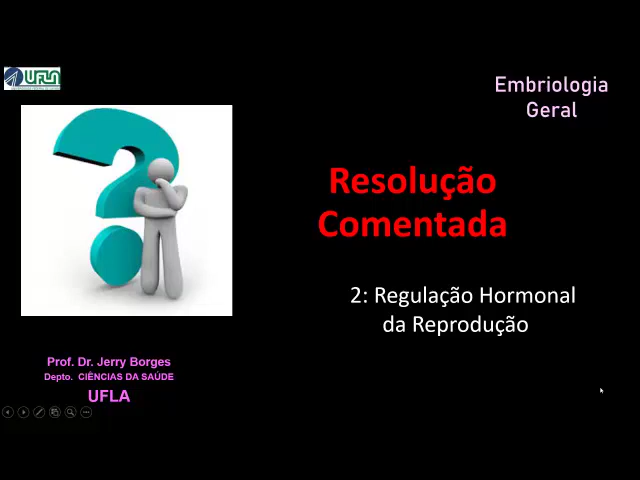 UFLA
Embriologia
Geral
Resolução
Comentada
2: Regulação Hormonal
da Reprodução
Prof. Dr. Jerry Borges
Depto. CIÊNCIAS DA SAÚDE
UFLA